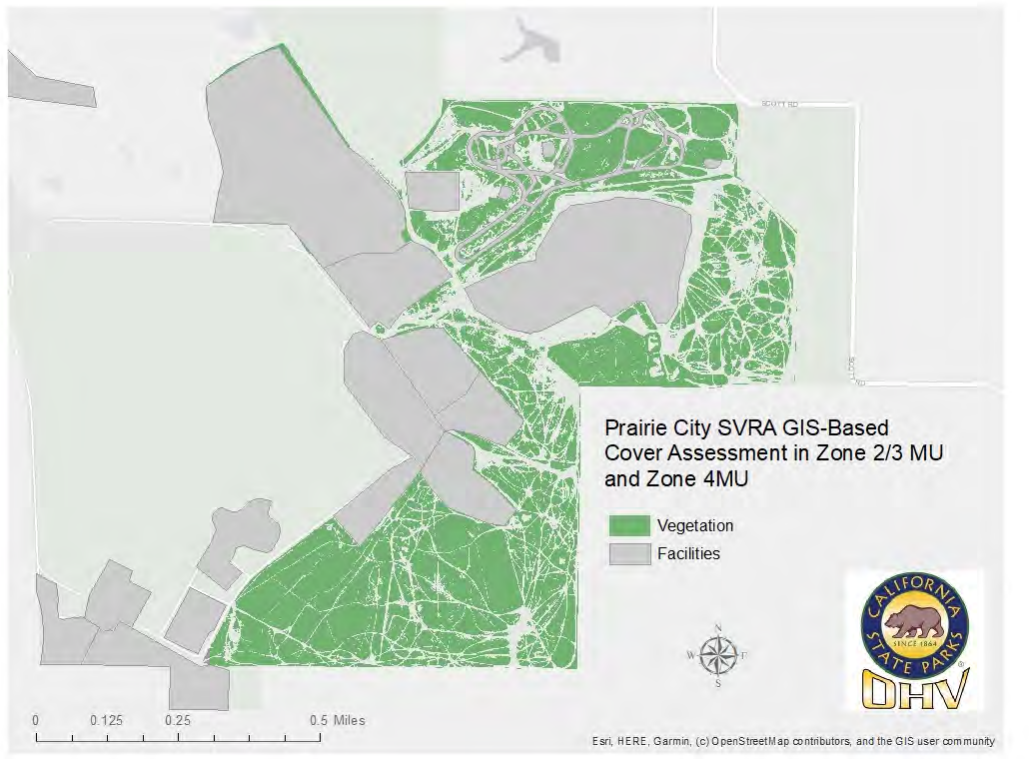 SCOTT RD
SCOTT
RD
Prairie City SVRA GIS-Based
Cover Assessment in Zone 2/3 MU
and Zone 4MU
Vegetation
Facilities
CALIFORNIA
SINCE 1864
STATE PARKS
®
OHV
N
W E
S
0 0.125 0.25 0.5 Miles
Esri, HERE, Garmin, (c) OpenStreetMap contributors, and the GIS user community